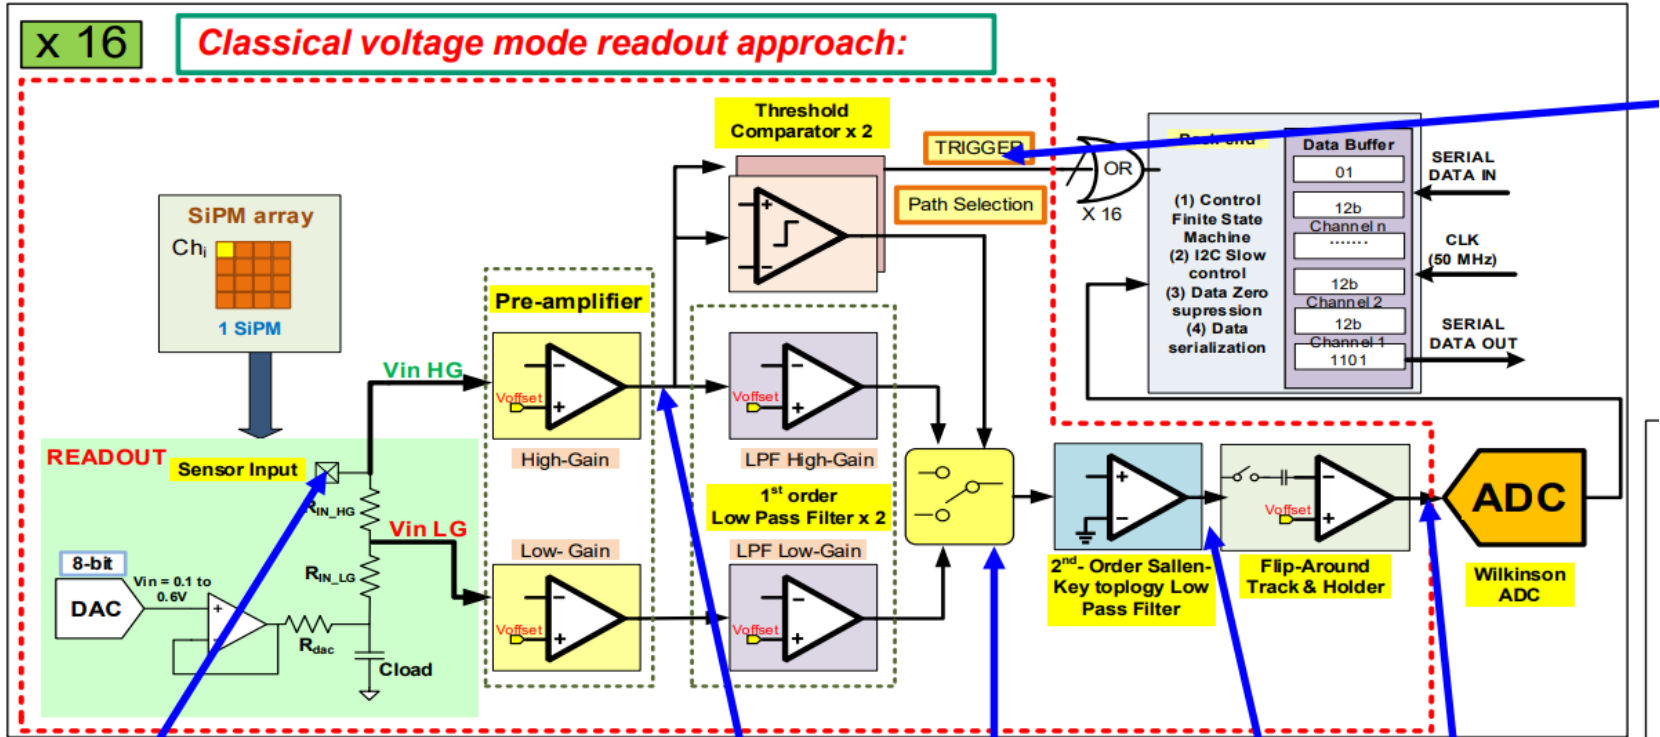 x 16
Classical voltage mode readout approach:
Threshold
Comparator x 2
TRIGGER
Path Selection
OR
X 16
Back-end
(1) Control
Finite State
Machine
(2) I2C Slow
control
(3) Data Zero
supression
(4) Data
serialization
Data Buffer
01
12b
Channel n
.......
12b
Channel 2
12b
Channel 1
1101
SERIAL
DATA IN
CLK
(50 MHz)
SERIAL
DATA OUT
SiPM array
Chi
1 SiPM
Pre-amplifier
Vin HG
Voffset
High-Gain
Voffset
LPF High-Gain
READOUT
Sensor Input
RIN_HG
Vin LG
RIN_LG
8-bit
DAC
Vin = 0.1 to
0.6V
Rdac
Cload
Low- Gain
Voffset
1st order
Low Pass Filter x 2
LPF Low-Gain
Voffset
2nd- Order Sallen-
Key toplogy Low
Pass Filter
Voffset
Flip-Around
Track & Holder
ADC
Wilkinson
ADC